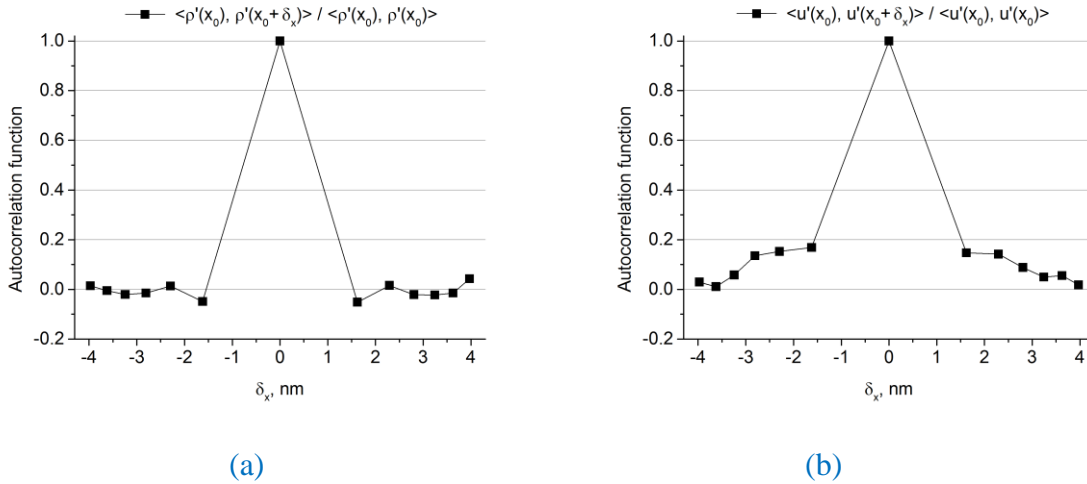 <ρ'(x₀), ρ'(x₀+δₓ)> / <ρ'(x₀), ρ'(x₀)>
1.0
0.8
0.6
0.4
0.2
0.0
-0.2
Autocorrelation function
-4 -3 -2 -1 0 1 2 3 4
δₓ, nm
(a)
<u'(x₀), u'(x₀+δₓ)> / <u'(x₀), u'(x₀)>
1.0
0.8
0.6
0.4
0.2
0.0
-0.2
Autocorrelation function
-4 -3 -2 -1 0 1 2 3 4
δₓ, nm
(b)